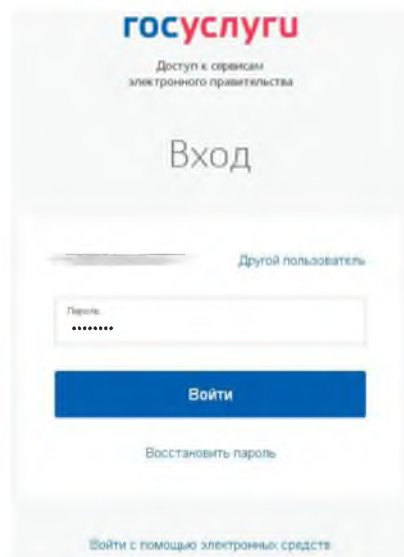 госуслуги
Доступ к сервисам
электронного правительства
Вход
Другой пользователь
Пароль
••••••••
Войти
Восстановить пароль
Войти с помощью электронных средств